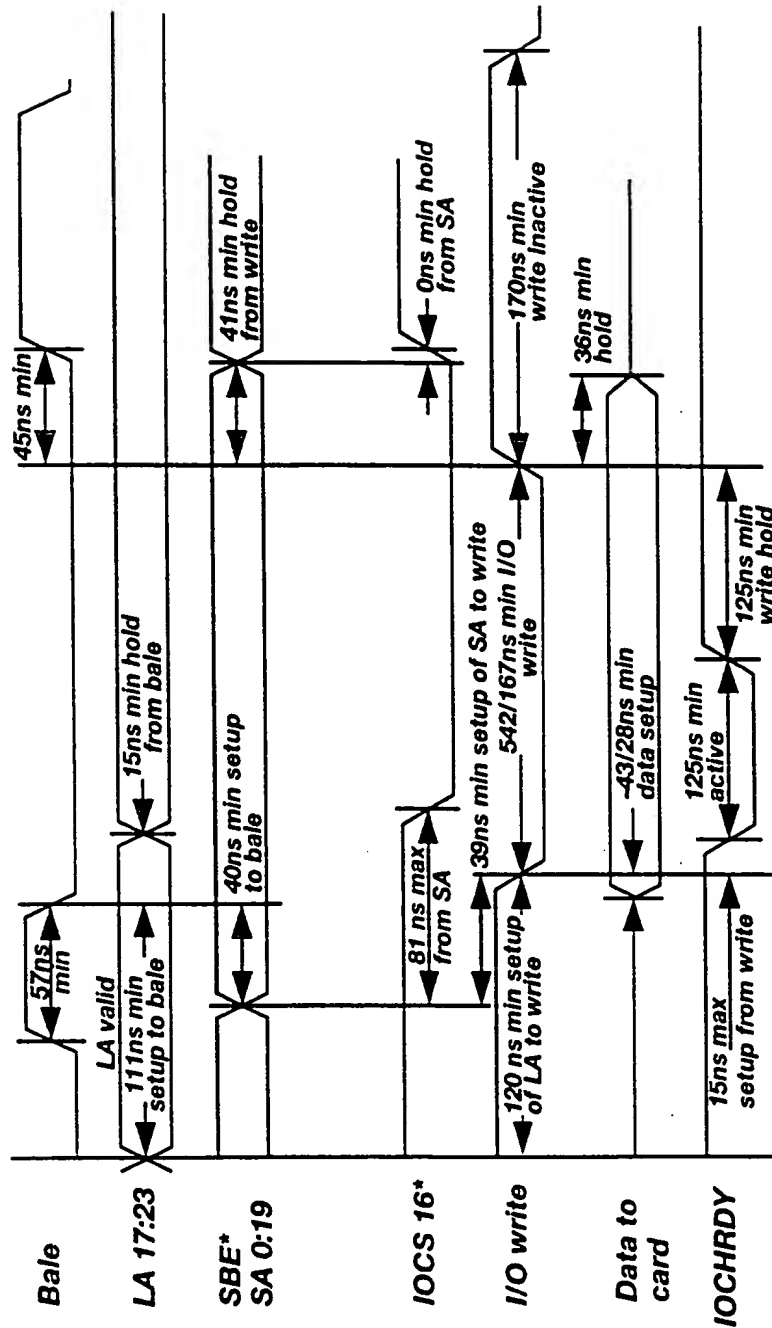 Bale
57ns
min
45ns min
LA 17:23
LA valid
111ns min
setup to bale
15ns min hold
from bale
SBE*
SA 0:19
40ns min setup
to bale
41ns min hold
from write
IOCS 16*
81 ns max
from SA
0ns min hold
from SA
39ns min setup of SA to write
I/O write
120 ns min setup
of LA to write
542/167ns min I/O
write
170ns min
write inactive
Data to
card
-43/28ns min
data setup
36ns min
hold
IOCHRDY
15ns max
setup from write
125ns min
active
125ns min
write hold